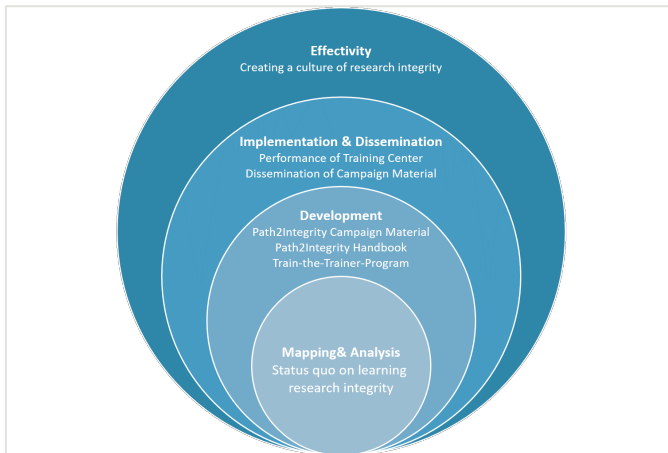 Effectivity
Creating a culture of research integrity
Implementation & Dissemination
Performance of Training Center
Dissemination of Campaign Material
Development
Path2Integrity Campaign Material
Path2Integrity Handbook
Train-the-Trainer-Program
Mapping& Analysis
Status quo on learning
research integrity